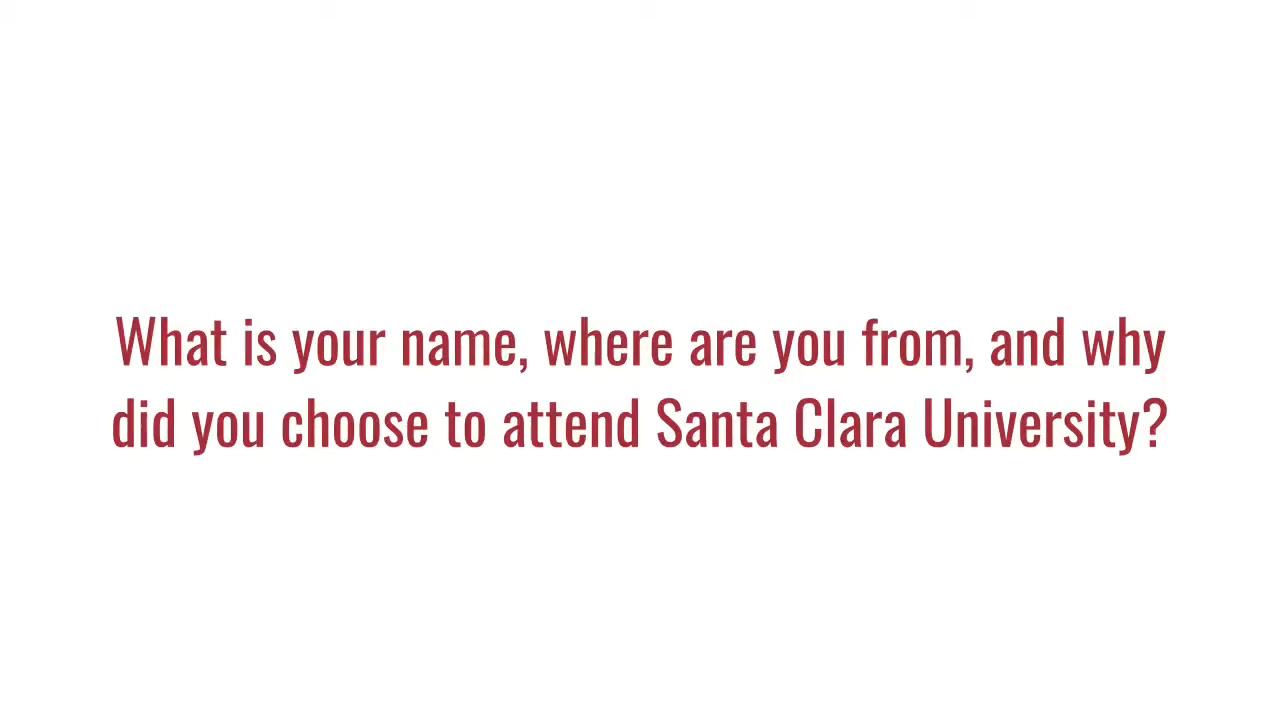 What is your name, where are you from, and why
did you choose to attend Santa Clara University?